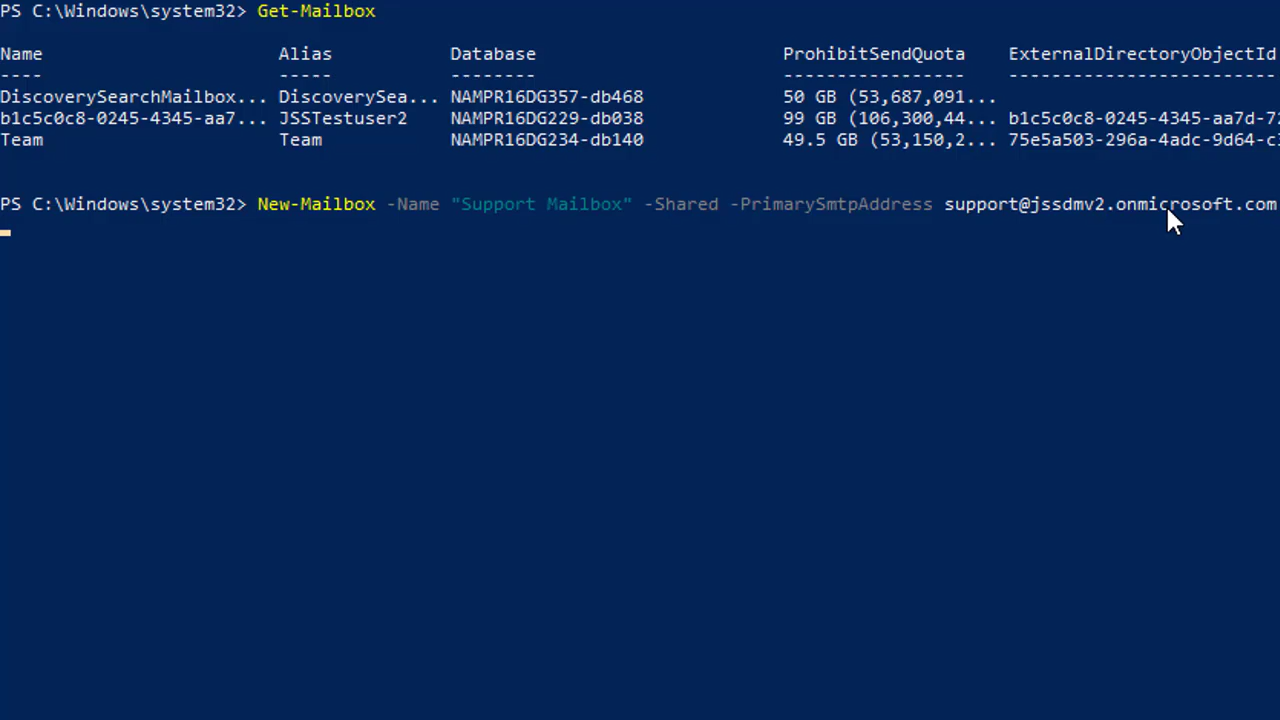 PS C:\Windows\system32> Get-Mailbox
Name Alias Database ProhibitSendQuota ExternalDirectoryObjectId
---- ----- -------- ----------------- -------------------------
DiscoverySearchMailbox... DiscoverySea... NAMPR16DG357-db468 50 GB (53,687,091...
b1c5c0c8-0245-4345-aa7... JSSTestuser2 NAMPR16DG229-db038 99 GB (106,300,44... b1c5c0c8-0245-4345-aa7d-72
Team Team NAMPR16DG234-db140 49.5 GB (53,150,2... 75e5a503-296a-4adc-9d64-c
PS C:\Windows\system32> New-Mailbox -Name "Support Mailbox" -Shared -PrimarySmtpAddress support@jssdmv2.onmicrosoft.com